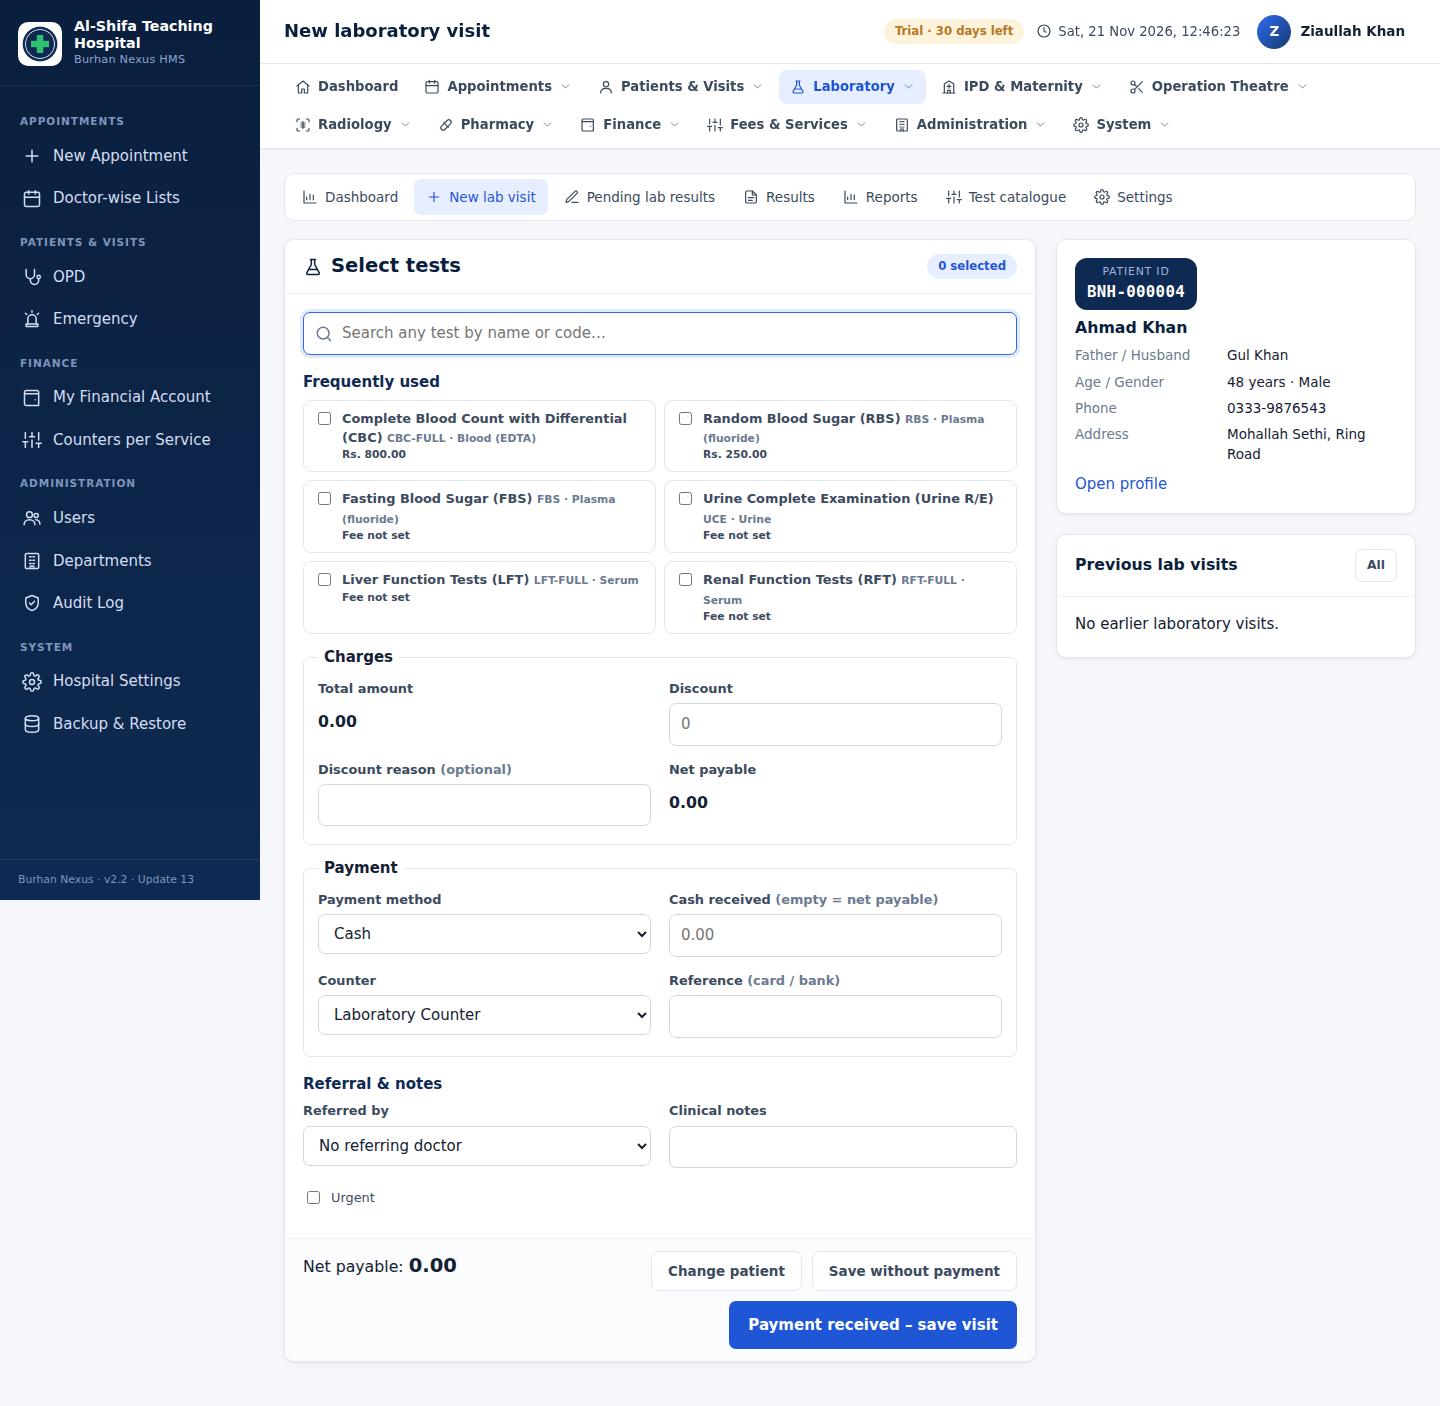 Al-Shifa Teaching Hospital
Burhan Nexus HMS
APPOINTMENTS
New Appointment
Doctor-wise Lists
PATIENTS & VISITS
OPD
Emergency
FINANCE
My Financial Account
Counters per Service
ADMINISTRATION
Users
Departments
Audit Log
SYSTEM
Hospital Settings
Backup & Restore
Burhan Nexus · v2.2 · Update 13
New laboratory visit
Trial · 30 days left
Sat, 21 Nov 2026, 12:46:23
Z
Ziaullah Khan
Dashboard
Appointments
Patients & Visits
Laboratory
IPD & Maternity
Operation Theatre
Radiology
Pharmacy
Finance
Fees & Services
Administration
System
Dashboard
New lab visit
Pending lab results
Results
Reports
Test catalogue
Settings
Select tests
0 selected
Search any test by name or code…
Frequently used
Complete Blood Count with Differential
(CBC) CBC-FULL · Blood (EDTA)
Rs. 800.00
Random Blood Sugar (RBS) RBS · Plasma
(fluoride)
Rs. 250.00
Fasting Blood Sugar (FBS) FBS · Plasma
(fluoride)
Fee not set
Urine Complete Examination (Urine R/E)
UCE · Urine
Fee not set
Liver Function Tests (LFT) LFT-FULL · Serum
Fee not set
Renal Function Tests (RFT) RFT-FULL ·
Serum
Fee not set
Charges
Total amount
0.00
Discount
0
Discount reason (optional)
Net payable
0.00
Payment
Payment method
Cash
Cash received (empty = net payable)
0.00
Counter
Laboratory Counter
Reference (card / bank)
Referral & notes
Referred by
No referring doctor
Clinical notes
Urgent
Net payable: 0.00
Change patient
Save without payment
Payment received – save visit
PATIENT ID
BNH-000004
Ahmad Khan
Father / Husband
Gul Khan
Age / Gender
48 years · Male
Phone
0333-9876543
Address
Mohallah Sethi, Ring
Road
Open profile
Previous lab visits
All
No earlier laboratory visits.